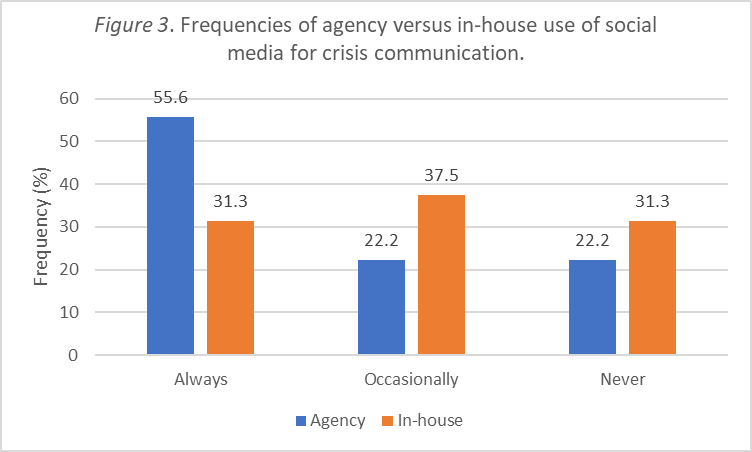 Figure 3. Frequencies of agency versus in-house use of social
media for crisis communication.
60
50
40
30
20
10
0
Frequency (%)
55.6
31.3
22.2
37.5
22.2
31.3
Always
Occasionally
Never
Agency
In-house